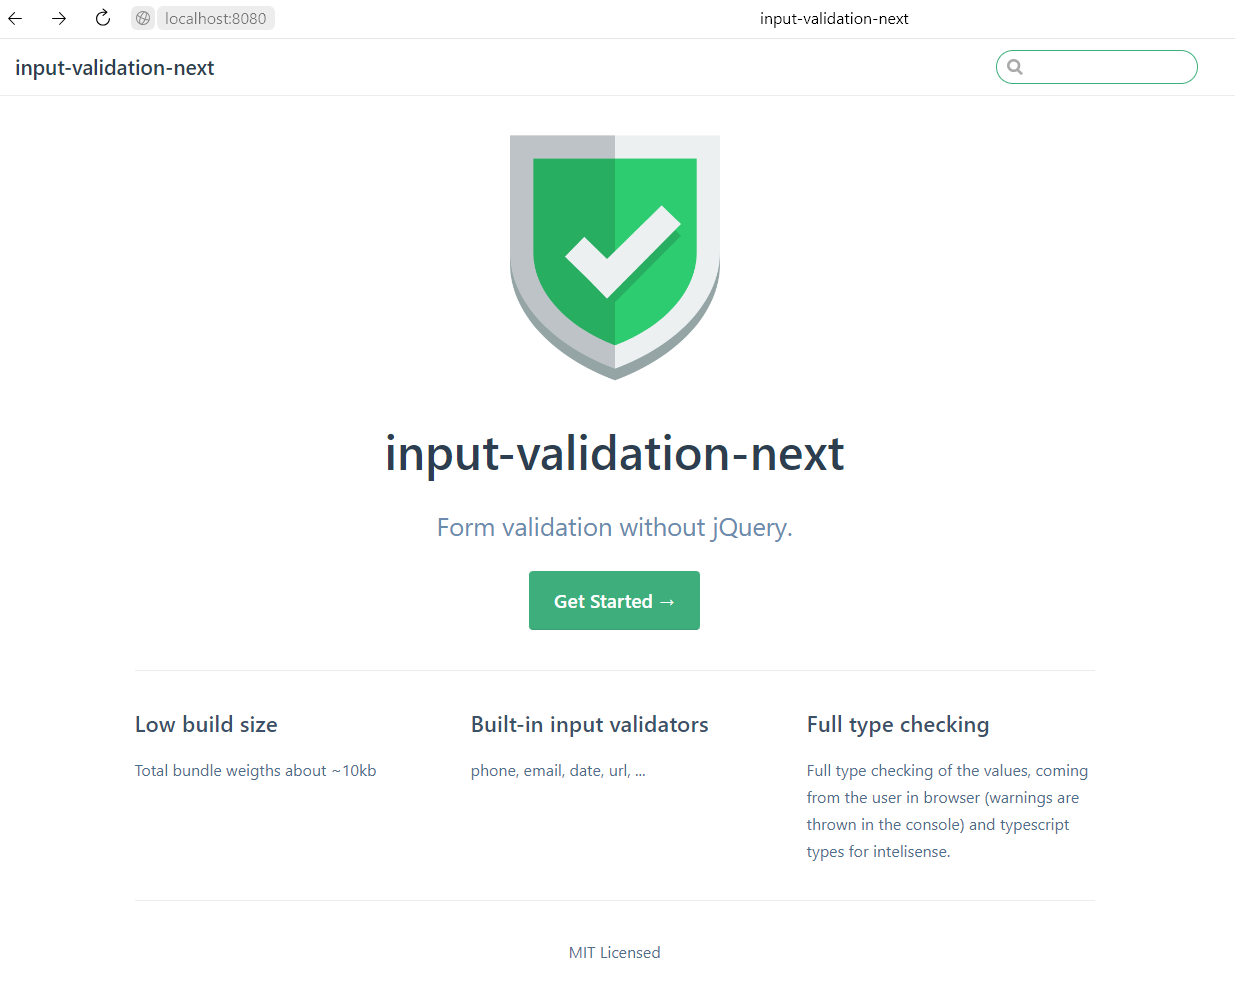 localhost:8080
input-validation-next
input-validation-next
input-validation-next
Form validation without jQuery.
Get Started →
Low build size
Total bundle weigths about ~10kb
Built-in input validators
phone, email, date, url, ...
Full type checking
Full type checking of the values, coming
from the user in browser (warnings are
thrown in the console) and typescript
types for intelisense.
MIT Licensed